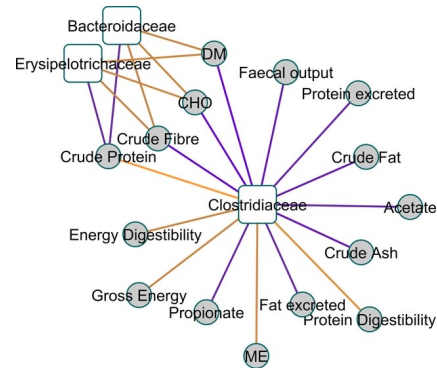 Bacteroidaceae
DM
Erysipelotrichaceae
Faecal output
Protein excreted
CHO
Crude Fibre
Crude Protein
Crude Fat
Clostridiaceae
Acetate
Energy Digestibility
Crude Ash
Gross Energy
Propionate
Fat excreted
Protein Digestibility
ME